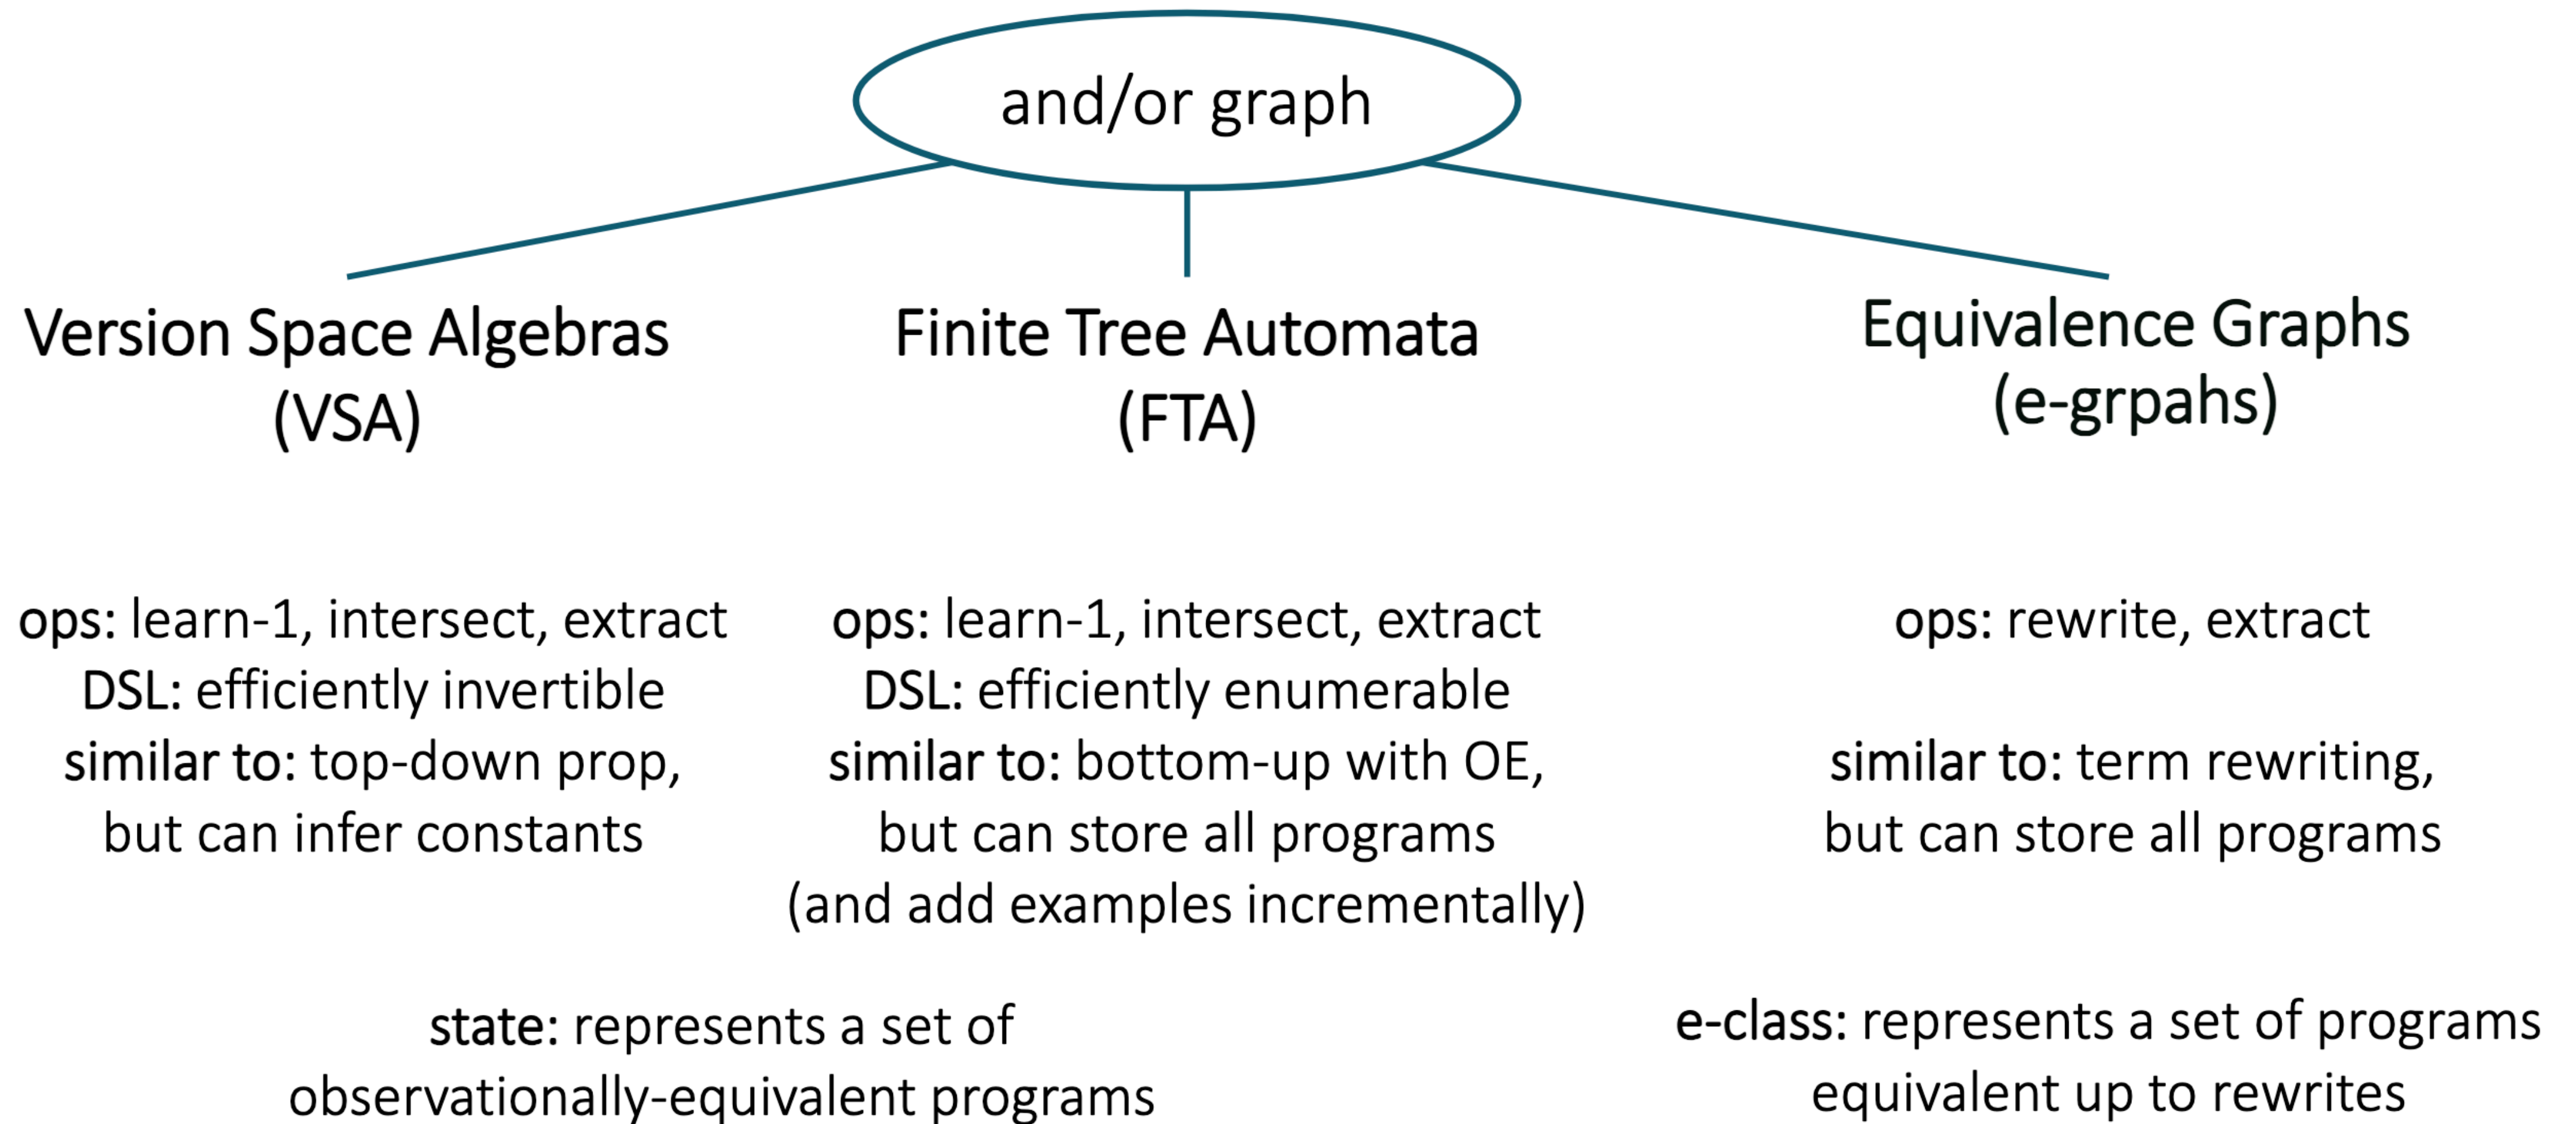 and/or graph
Version Space Algebras
(VSA)
Finite Tree Automata
(FTA)
Equivalence Graphs
(e-grpahs)
ops: learn-1, intersect, extract
DSL: efficiently invertible
similar to: top-down prop,
but can infer constants
ops: learn-1, intersect, extract
DSL: efficiently enumerable
similar to: bottom-up with OE,
but can store all programs
(and add examples incrementally)
ops: rewrite, extract
similar to: term rewriting,
but can store all programs
state: represents a set of
observationally-equivalent programs
e-class: represents a set of programs
equivalent up to rewrites